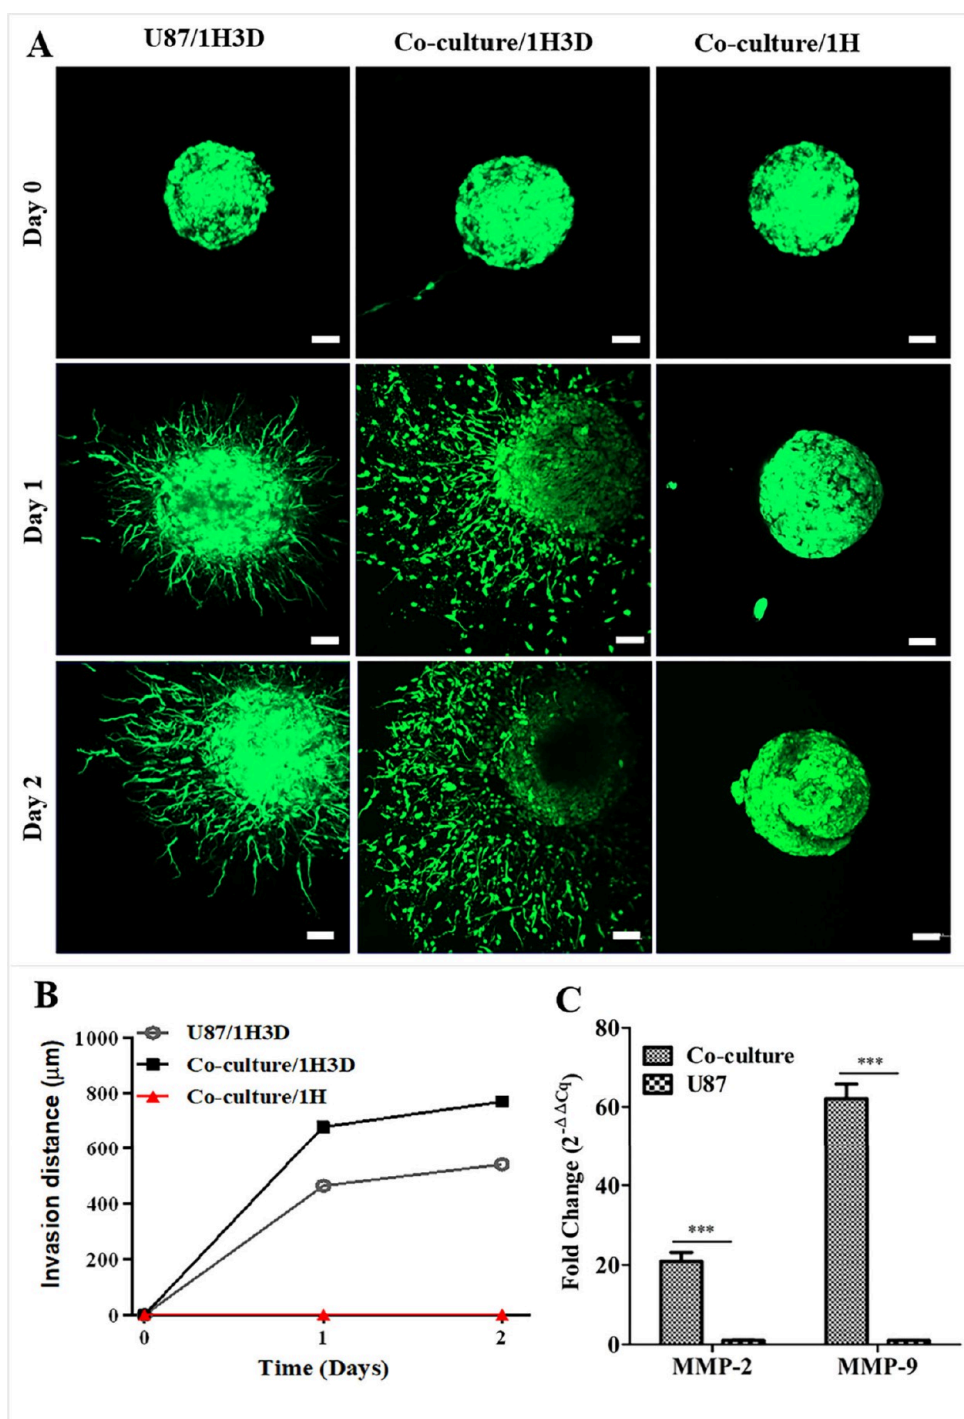 A
U87/1H3D
Co-culture/1H3D
Co-culture/1H
Day 0
Day 1
Day 2
B
U87/1H3D
Co-culture/1H3D
Co-culture/1H
Invasion distance (μm)
1000
800
600
400
200
0
0
1
2
Time (Days)
C
Co-culture
U87
***
***
Fold Change (2^-Δ ΔCq)
80
60
40
20
0
MMP-2
MMP-9